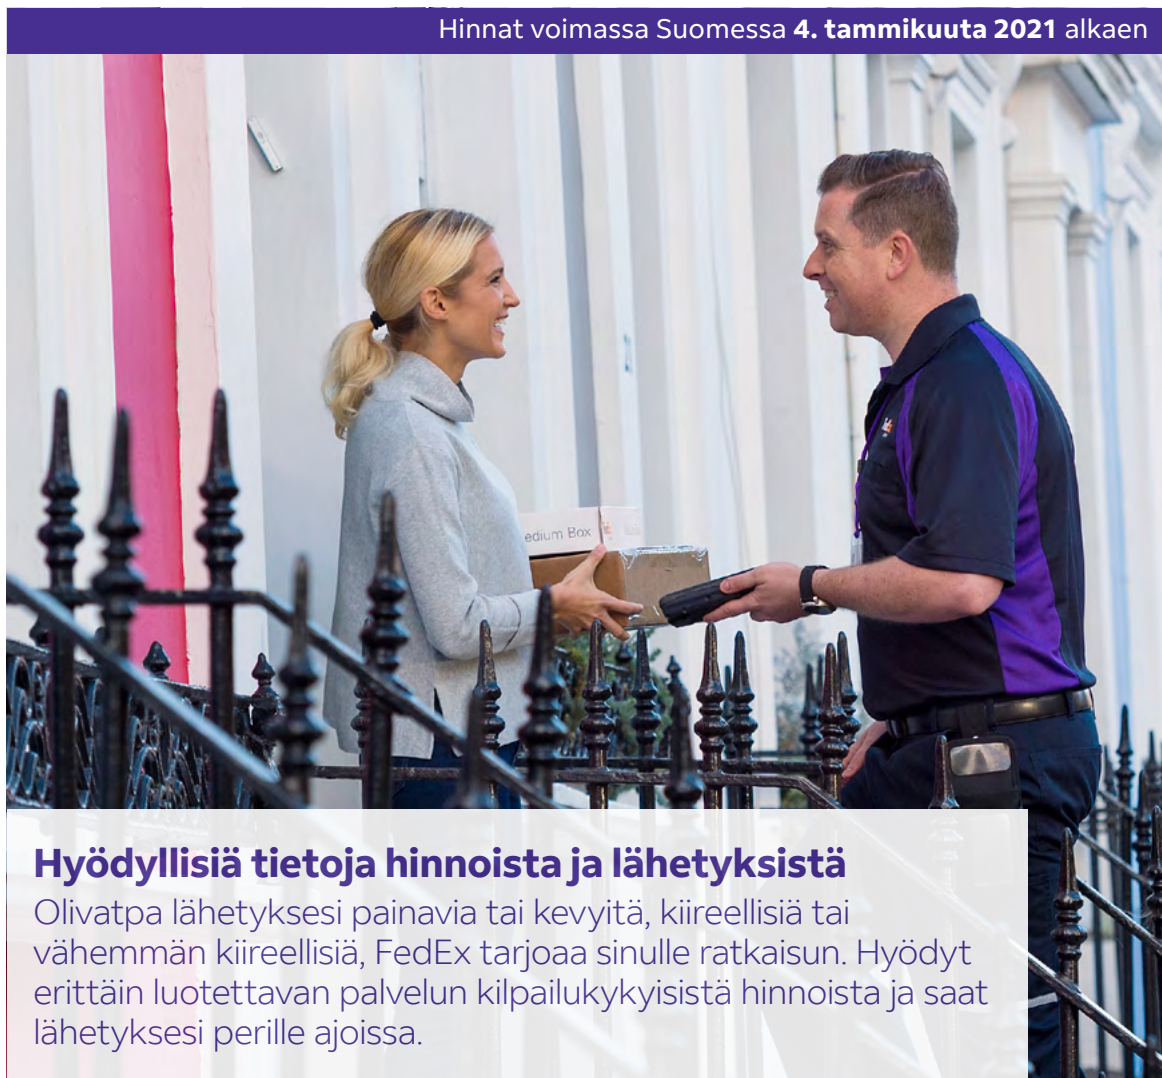 Hinnat voimassa Suomessa 4. tammikuuta 2021 alkaen
edium Box
Hyödyllisiä tietoja hinnoista ja lähetyksistä
Olivatpa lähetyksesi painavia tai kevyitä, kiireellisiä tai
vähemmän kiireellisiä, FedEx tarjoaa sinulle ratkaisun. Hyödyt
erittäin luotettavan palvelun kilpailukykyisistä hinnoista ja saat
lähetyksesi perille ajoissa.